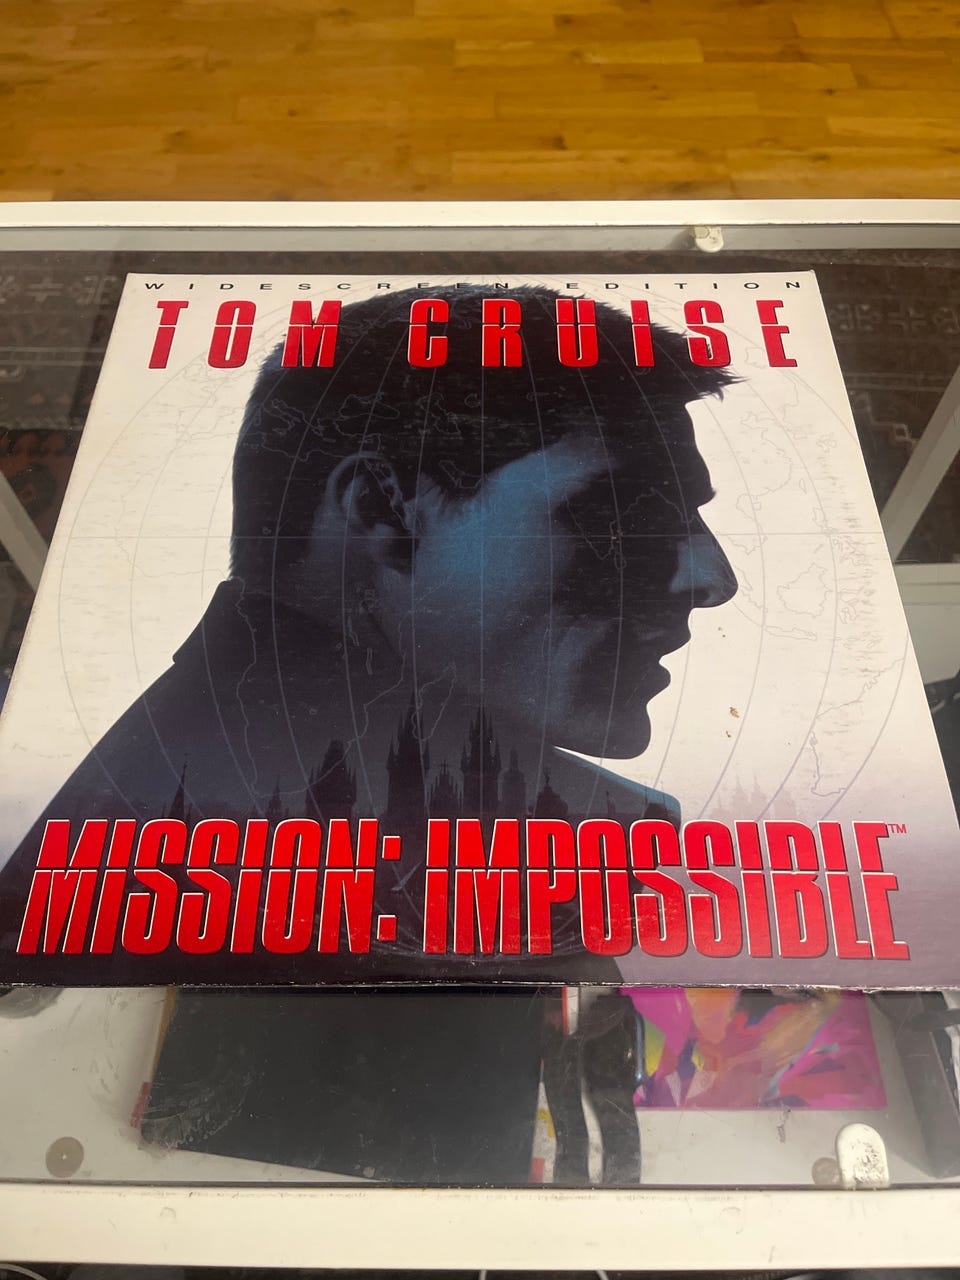 WIDESCREEN EDITION
TOM CRUISE
MISSION: IMPOSSIBLE™